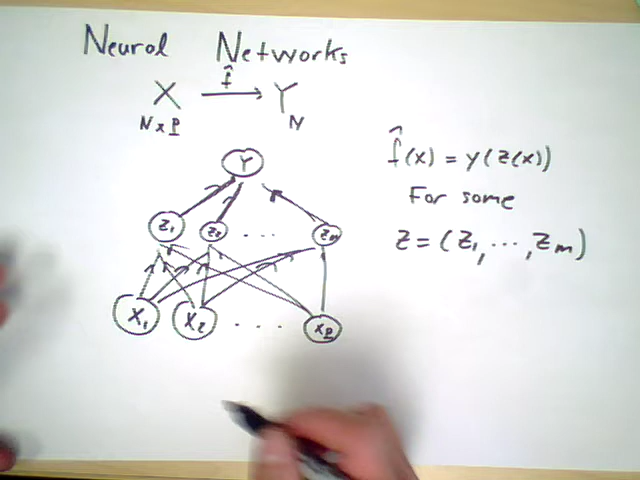 Neural Networks
X f̂ → Y
N x P N
f̂(x) = y(z(x))
For some
z = (z₁, ..., zₘ)
Y
z₁ z₂ ... zₘ
X₁ X₂ ... Xₚ